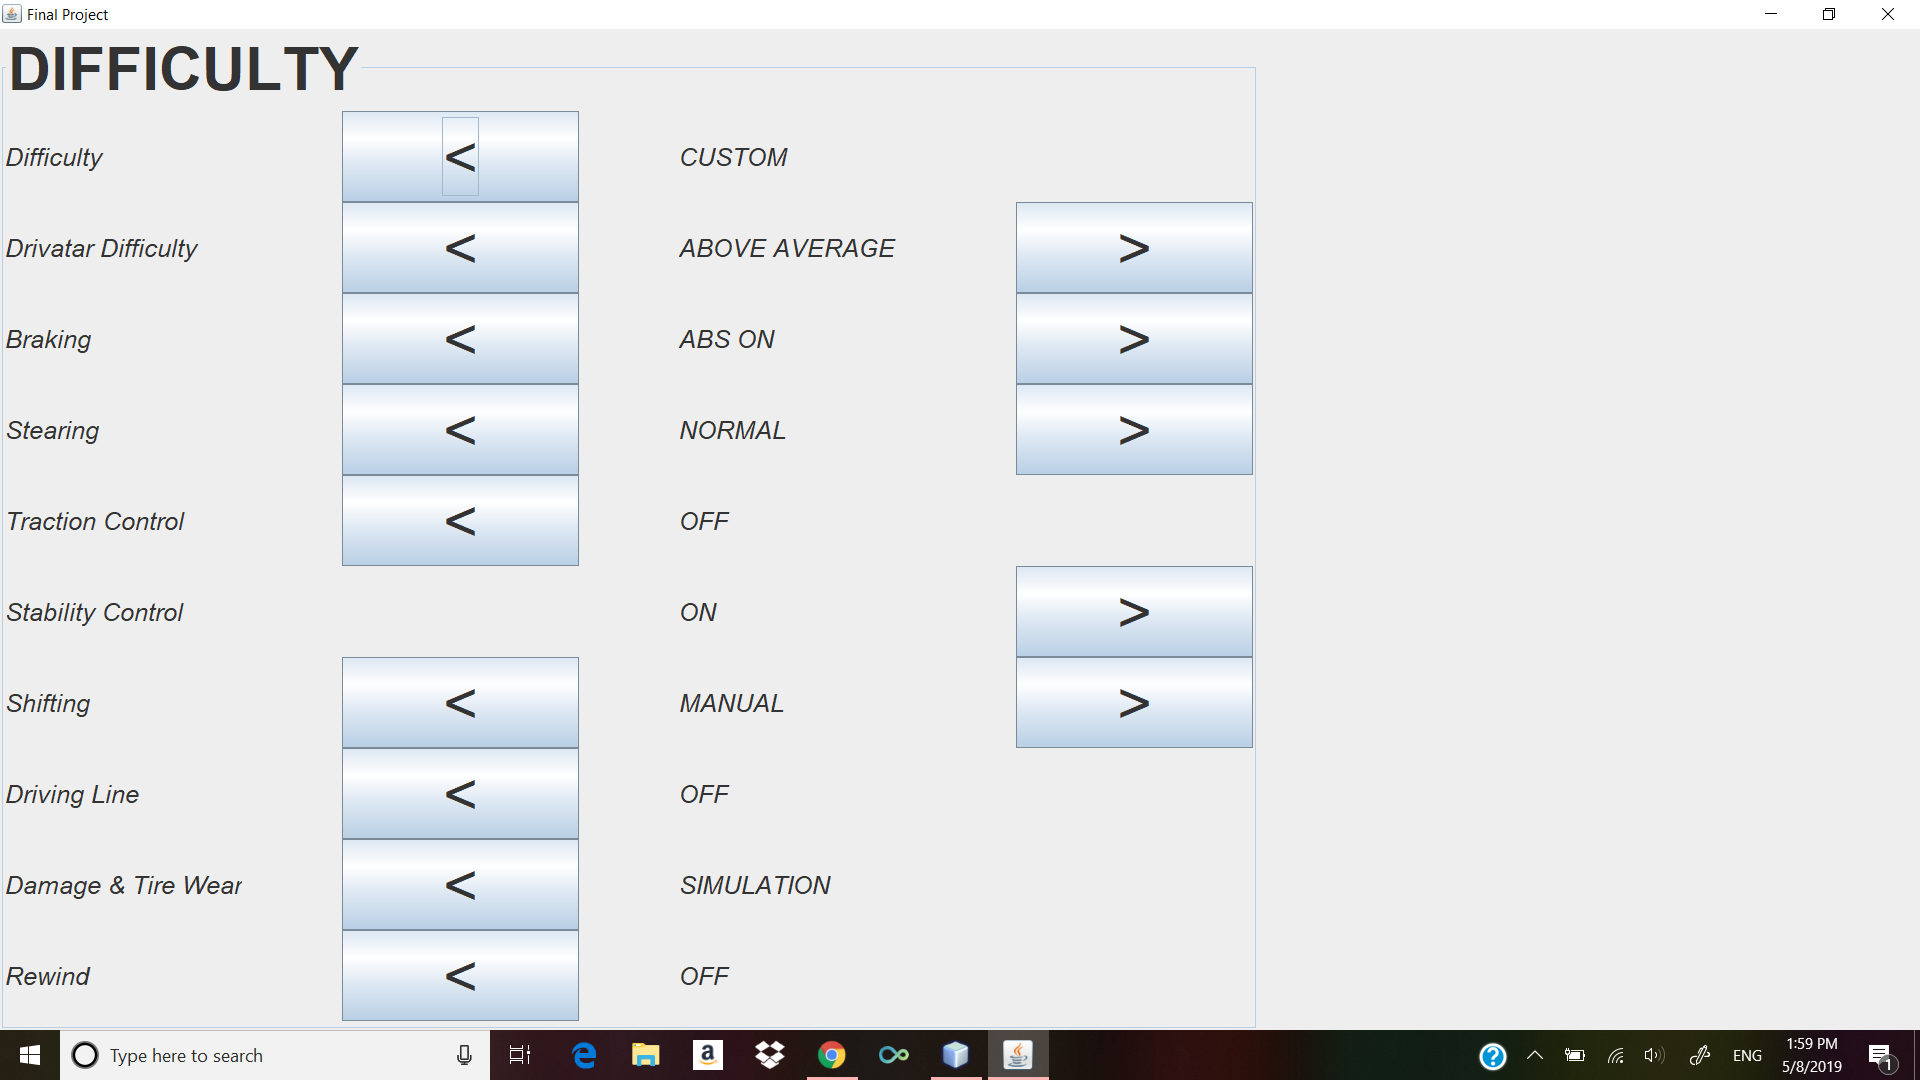 Final Project
DIFFICULTY
Difficulty < CUSTOM
Drivatar Difficulty < ABOVE AVERAGE >
Braking < ABS ON >
Stearing < NORMAL >
Traction Control < OFF
Stability Control ON >
Shifting < MANUAL >
Driving Line < OFF
Damage & Tire Wear < SIMULATION
Rewind < OFF
Type here to search
ENG
1:59 PM
5/8/2019
1